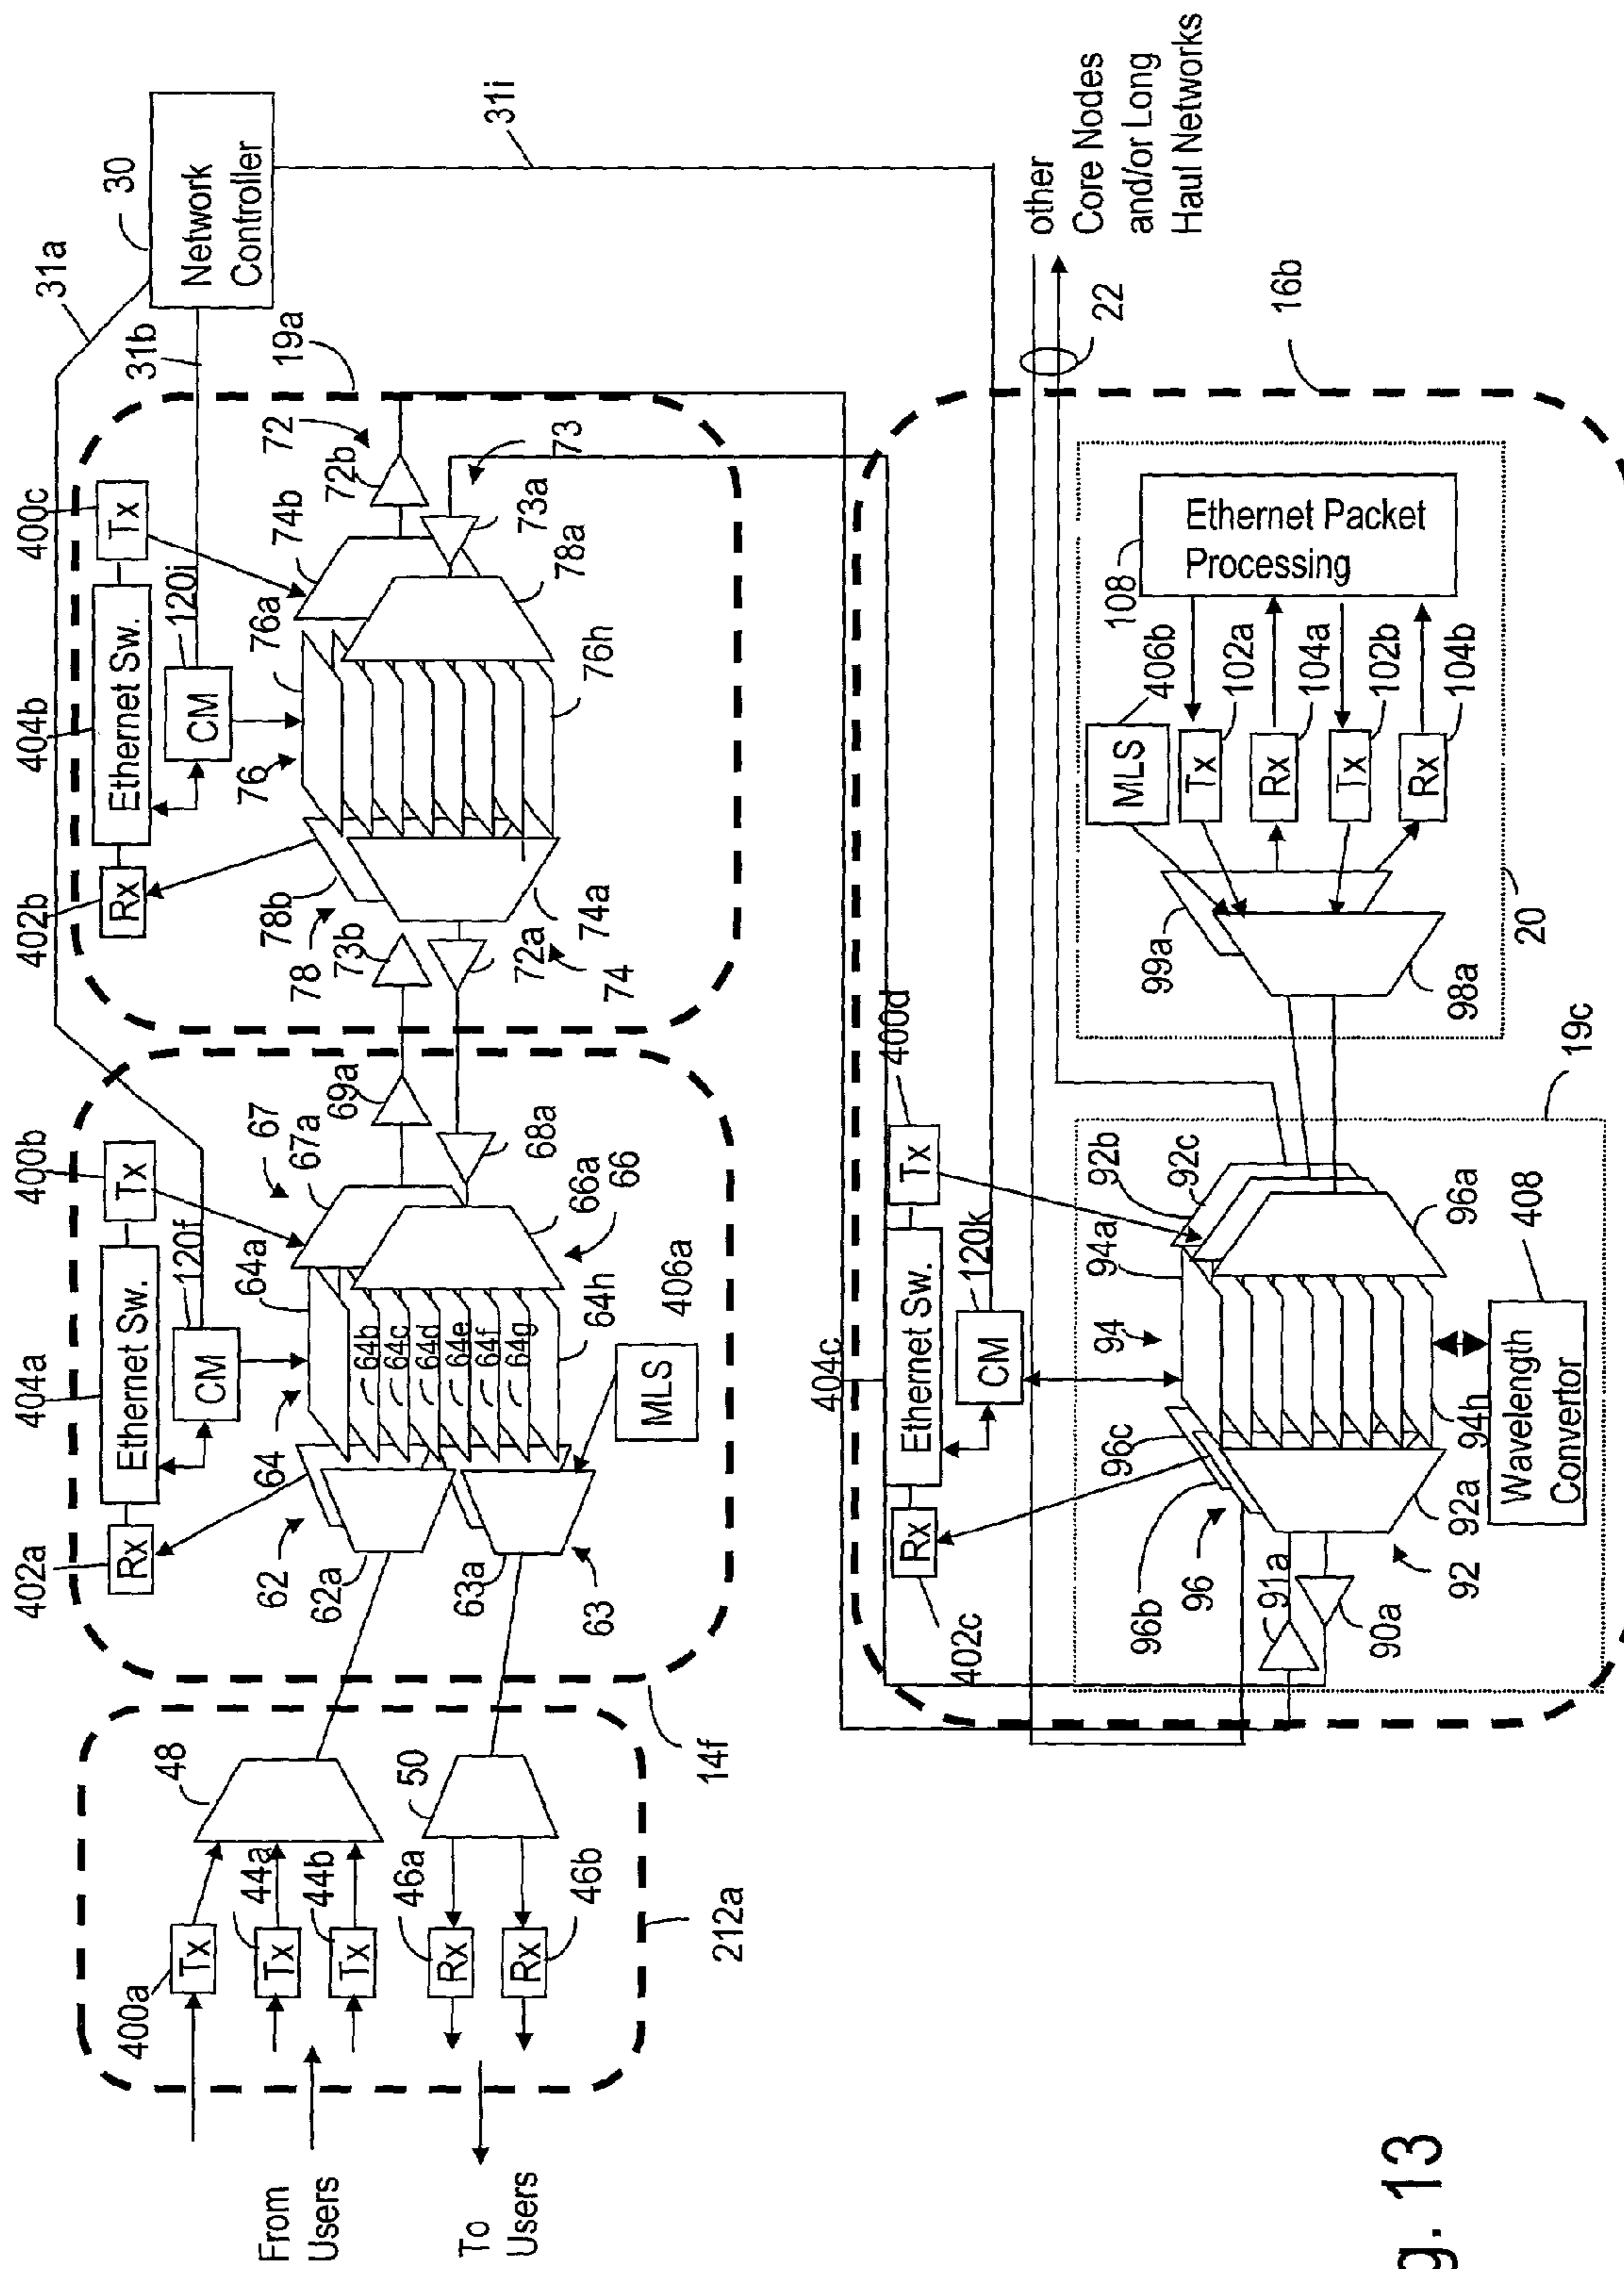 From
Users
To
Users
400a
Tx
44a
Tx
44b
Tx
46a
Rx
46b
Rx
48
50
212a
14f
402a
Rx
404a
Ethernet Sw.
400b
Tx
120f
CM
64
64a
64b
64c
64d
64e
64f
64g
64h
62
62a
63a
63
67
67a
69a
68a
66a
66
406a
MLS
402b
Rx
404b
Ethernet Sw.
400c
Tx
120j
CM
76
76a
76h
78
78b
73b
72a
74
74a
74b
72b
72
73
73a
78a
19a
31a
31b
30
Network
Controller
31i
other
Core Nodes
and/or Long
Haul Networks
22
16b
404c
402c
Rx
Ethernet Sw.
400d
Tx
120k
CM
94
94a
94h
96c
96b
96
91a
90a
92
92a
92b
92c
96a
408
Wavelength
Convertor
19c
99a
98a
20
MLS
406b
Tx
102a
Rx
104a
Tx
102b
Rx
104b
108
Ethernet Packet
Processing
g. 13